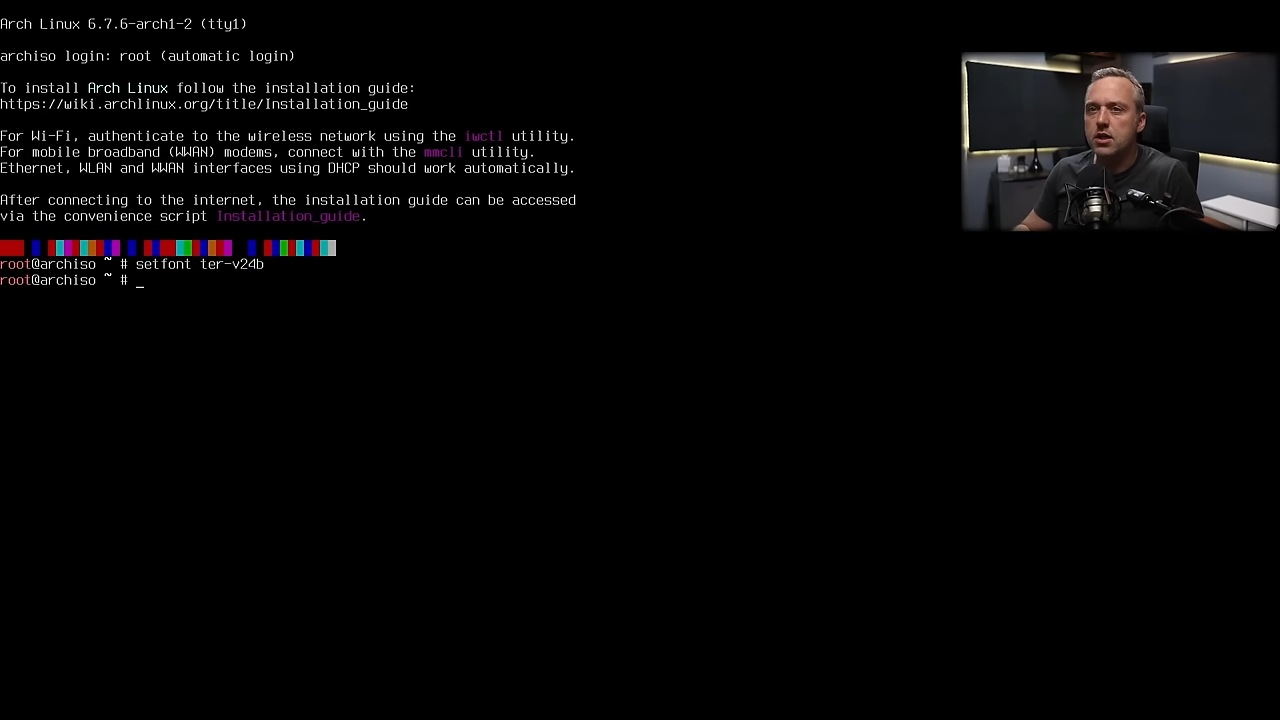 Arch Linux 6.7.6-arch1-2 (tty1)
archiso login: root (automatic login)
To install Arch Linux follow the installation guide:
https://wiki.archlinux.org/title/Installation_guide
For Wi-Fi, authenticate to the wireless network using the iwctl utility.
For mobile broadband (WWAN) modems, connect with the mmcli utility.
Ethernet, WLAN and WWAN interfaces using DHCP should work automatically.
After connecting to the internet, the installation guide can be accessed
via the convenience script Installation_guide.
root@archiso ~ # setfont ter-v24b
root@archiso ~ # _